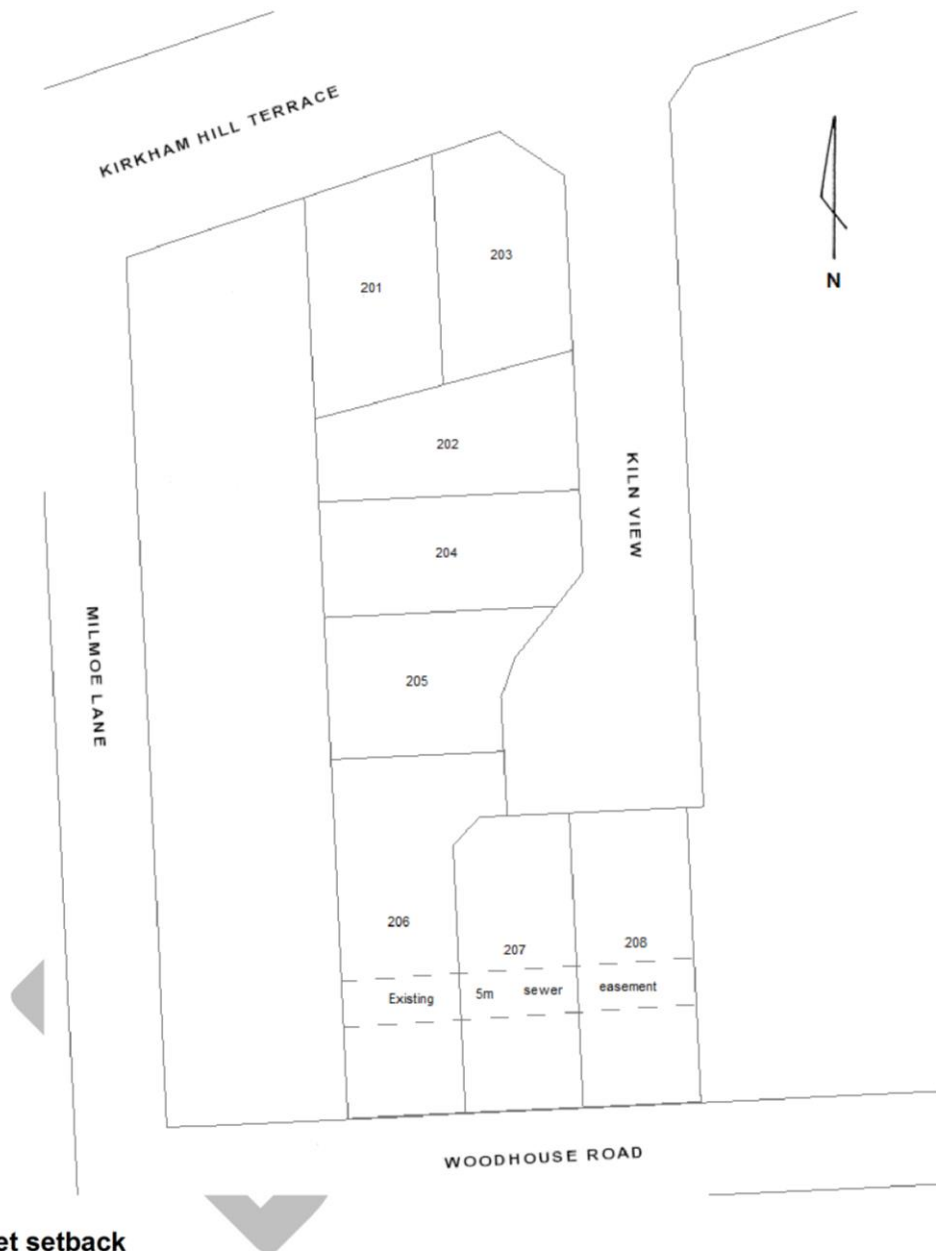 KIRKHAM HILL TERRACE
N
203
201
202
KILN VIEW
204
MILMOE LANE
205
206
207
208
Existing 5m sewer easement
WOODHOUSE ROAD
et setback